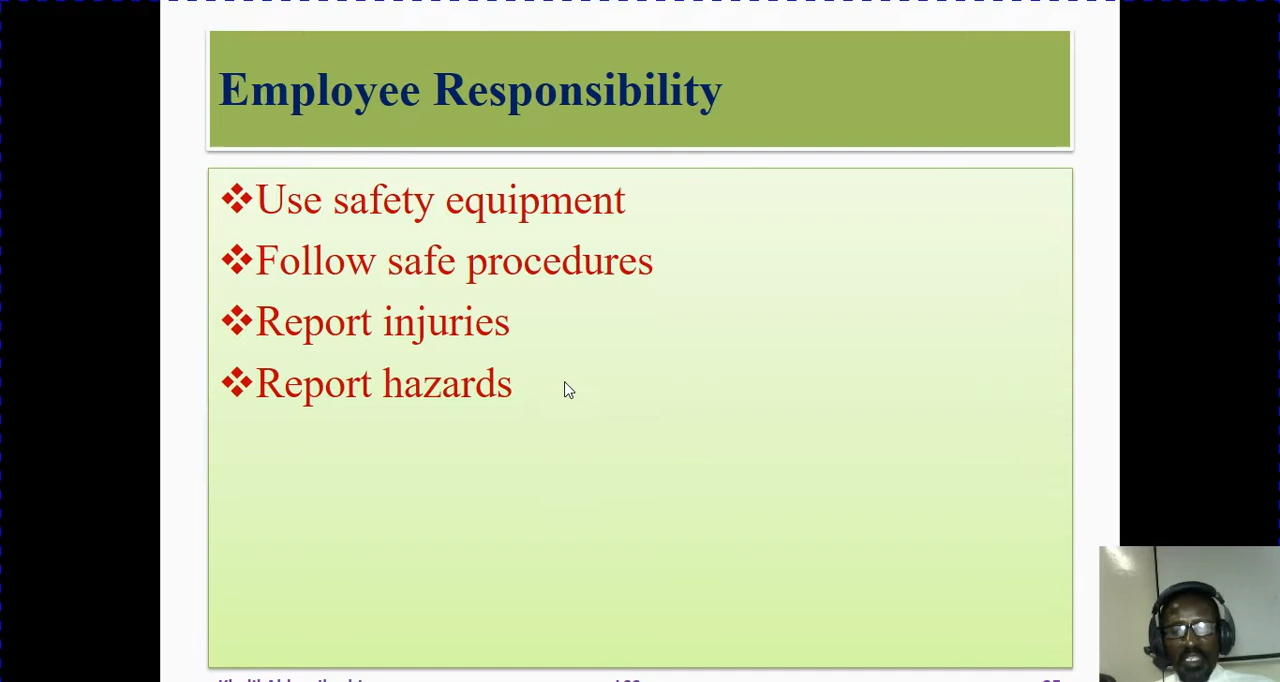 Employee Responsibility
❖Use safety equipment
❖Follow safe procedures
❖Report injuries
❖Report hazards